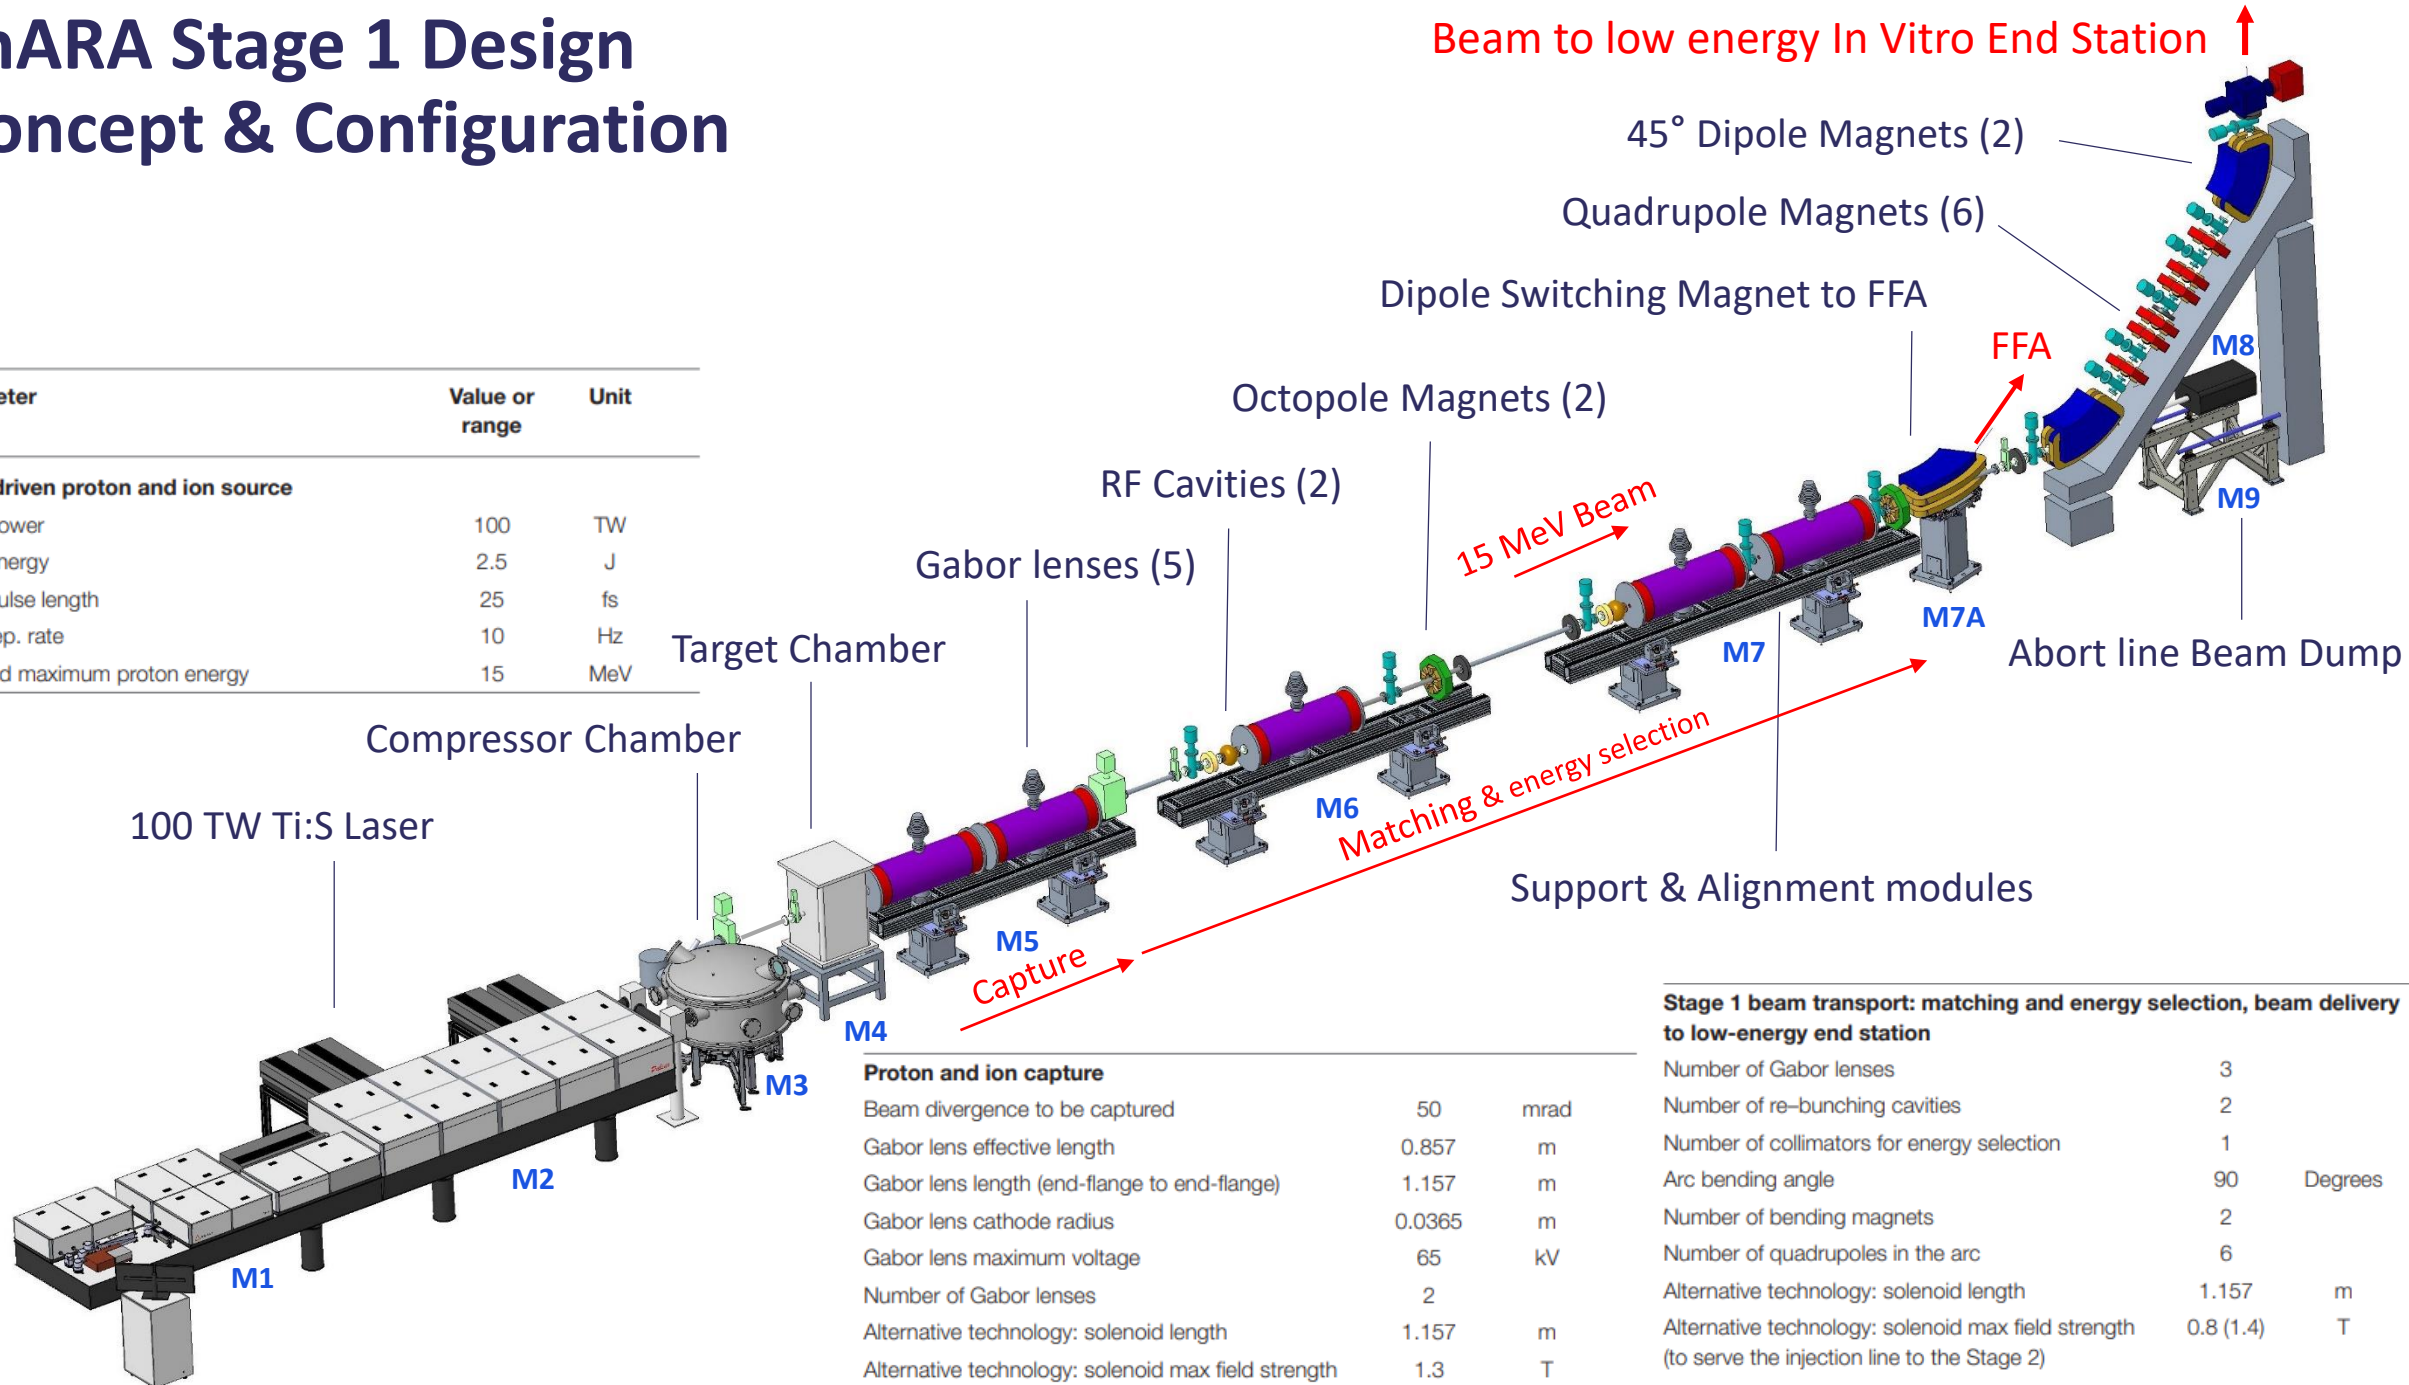 nARA Stage 1 Design
oncept & Configuration
Beam to low energy In Vitro End Station
45° Dipole Magnets (2)
Quadrupole Magnets (6)
Dipole Switching Magnet to FFA
FFA
Octopole Magnets (2)
RF Cavities (2)
Gabor lenses (5)
Target Chamber
Compressor Chamber
100 TW Ti:S Laser
15 MeV Beam
Matching & energy selection
Capture
Support & Alignment modules
Abort line Beam Dump
M1
M2
M3
M4
M5
M6
M7
M7A
M8
M9
eter Value or range Unit
driven proton and ion source
ower 100 TW
nergy 2.5 J
ulse length 25 fs
ep. rate 10 Hz
d maximum proton energy 15 MeV
Proton and ion capture
Beam divergence to be captured 50 mrad
Gabor lens effective length 0.857 m
Gabor lens length (end-flange to end-flange) 1.157 m
Gabor lens cathode radius 0.0365 m
Gabor lens maximum voltage 65 kV
Number of Gabor lenses 2
Alternative technology: solenoid length 1.157 m
Alternative technology: solenoid max field strength 1.3 T
Stage 1 beam transport: matching and energy selection, beam delivery
to low-energy end station
Number of Gabor lenses 3
Number of re–bunching cavities 2
Number of collimators for energy selection 1
Arc bending angle 90 Degrees
Number of bending magnets 2
Number of quadrupoles in the arc 6
Alternative technology: solenoid length 1.157 m
Alternative technology: solenoid max field strength 0.8 (1.4) T
(to serve the injection line to the Stage 2)